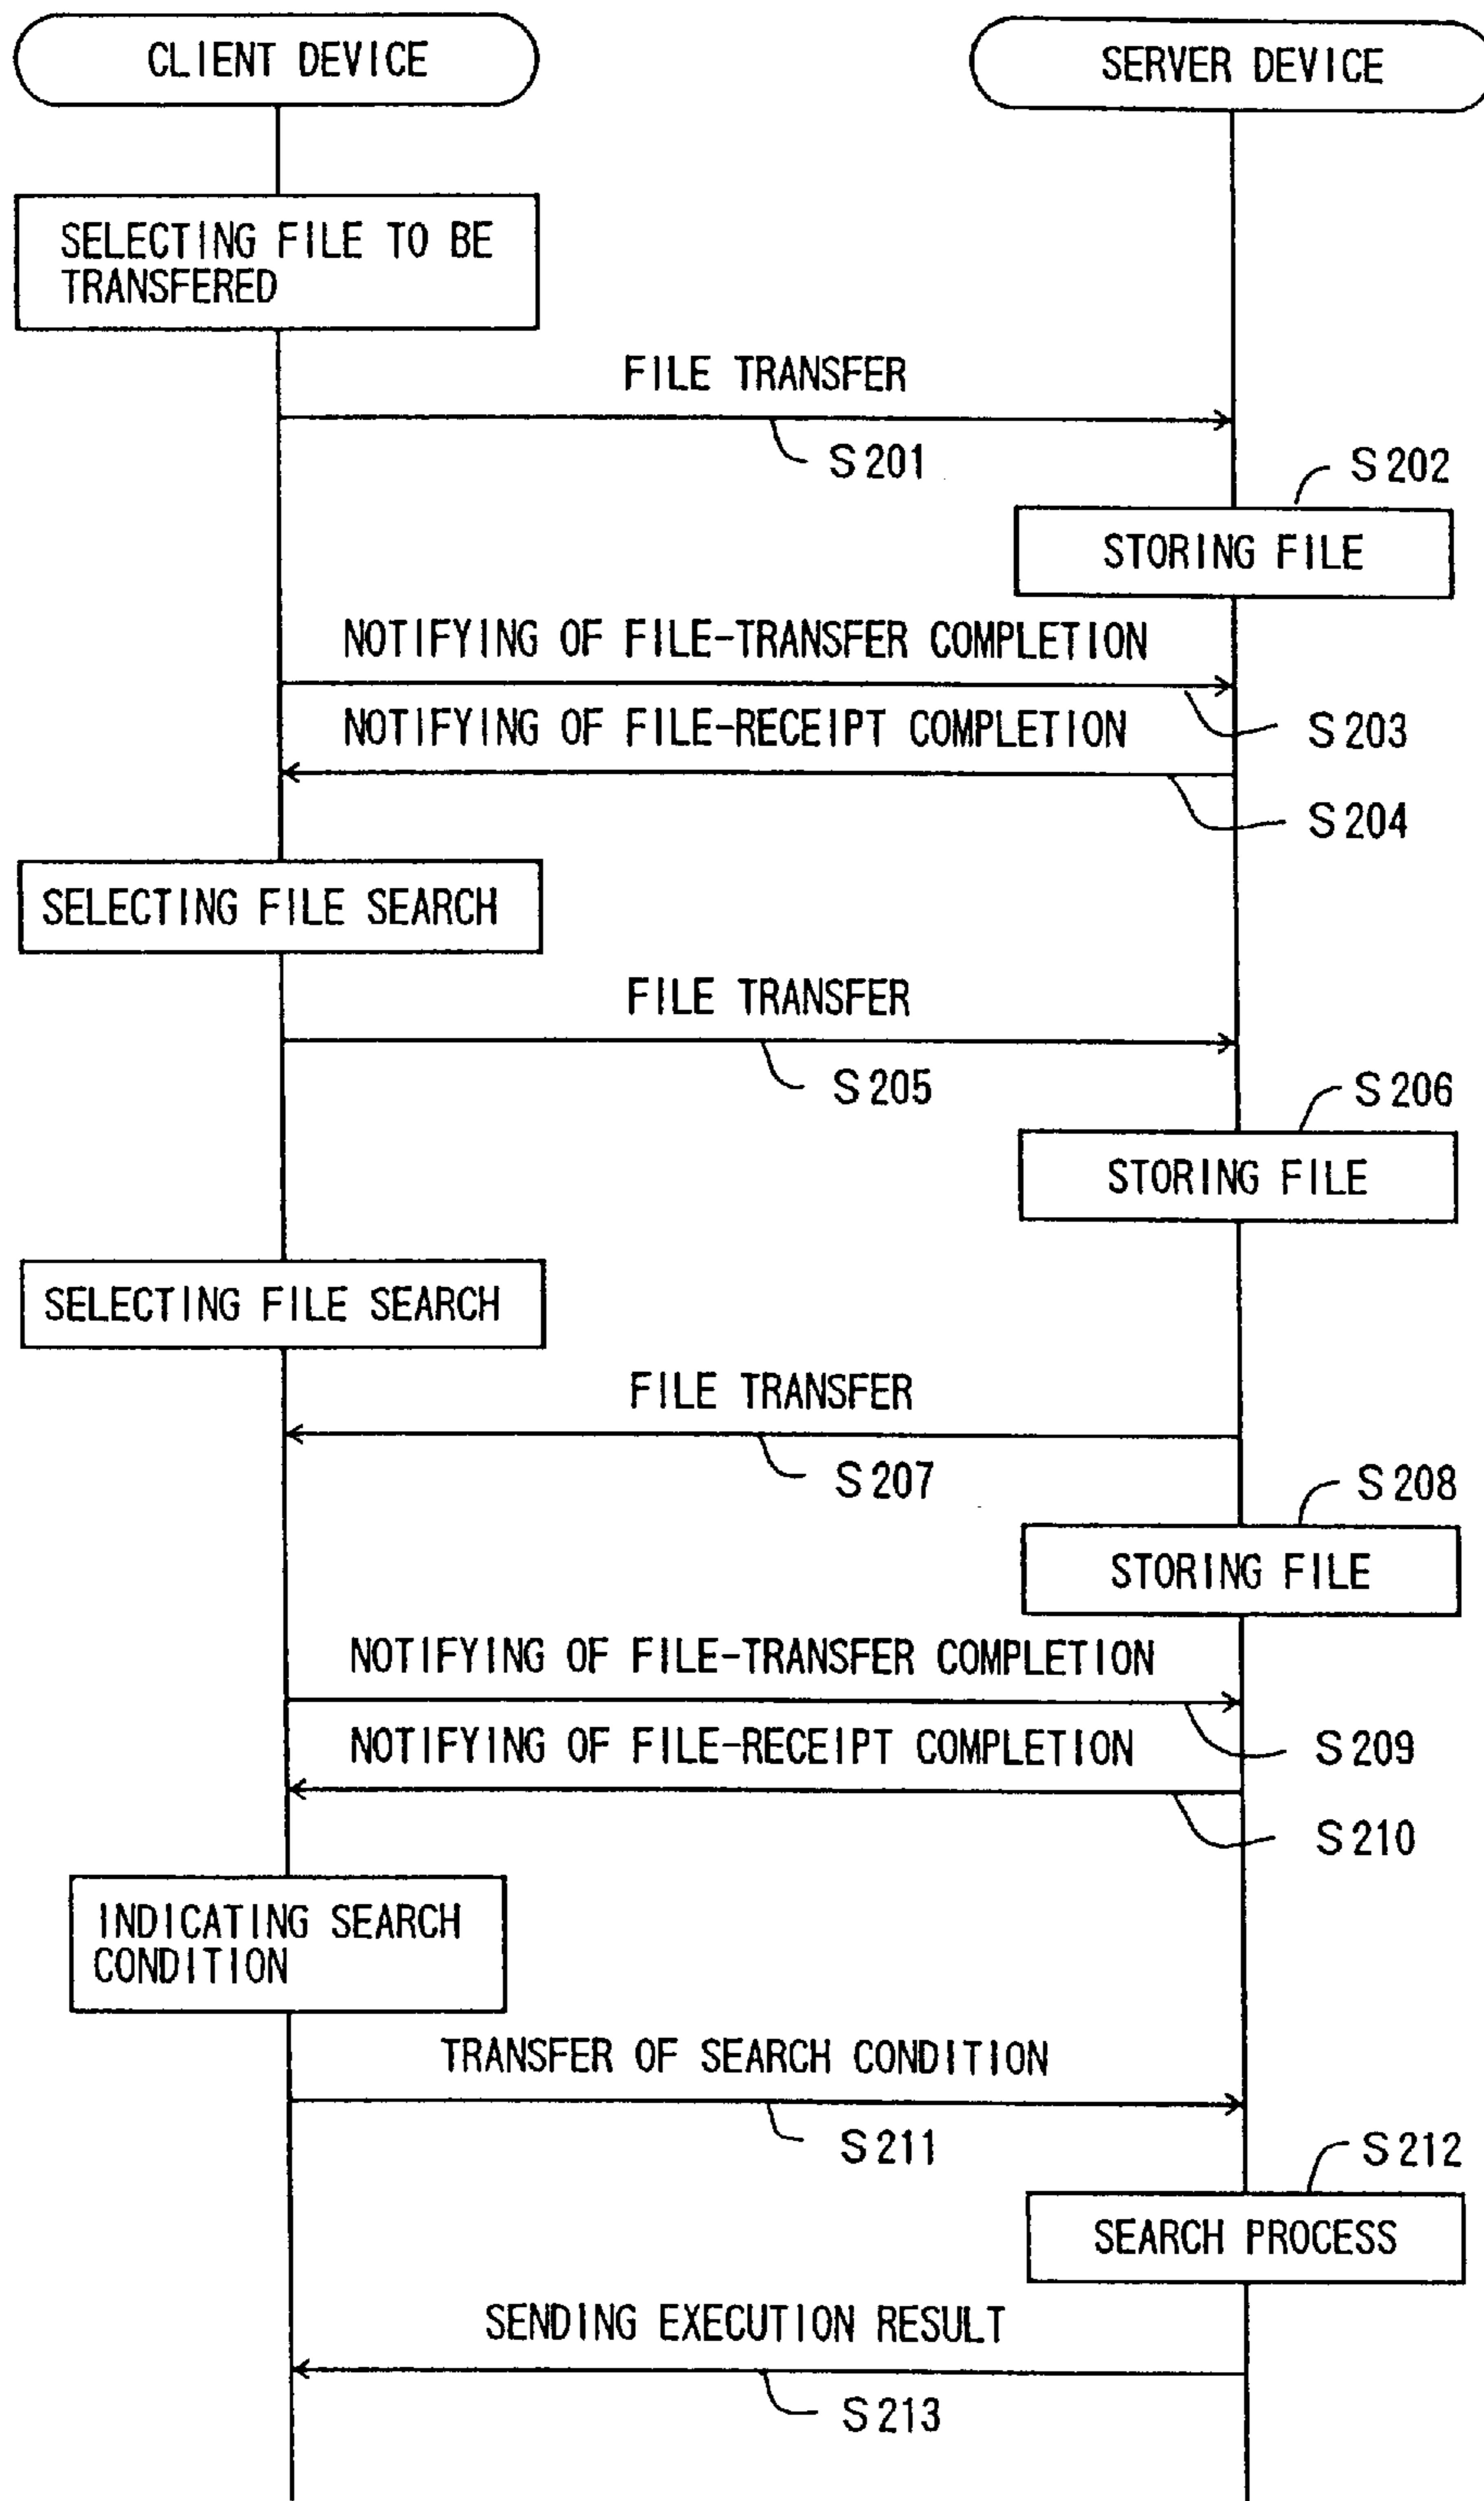 CLIENT DEVICE
SERVER DEVICE
SELECTING FILE TO BE
TRANSFERED
FILE TRANSFER
S201
S202
STORING FILE
NOTIFYING OF FILE-TRANSFER COMPLETION
NOTIFYING OF FILE-RECEIPT COMPLETION
S203
S204
SELECTING FILE SEARCH
FILE TRANSFER
S205
S206
STORING FILE
SELECTING FILE SEARCH
FILE TRANSFER
S207
S208
STORING FILE
NOTIFYING OF FILE-TRANSFER COMPLETION
NOTIFYING OF FILE-RECEIPT COMPLETION
S209
S210
INDICATING SEARCH
CONDITION
TRANSFER OF SEARCH CONDITION
S211
S212
SEARCH PROCESS
SENDING EXECUTION RESULT
S213